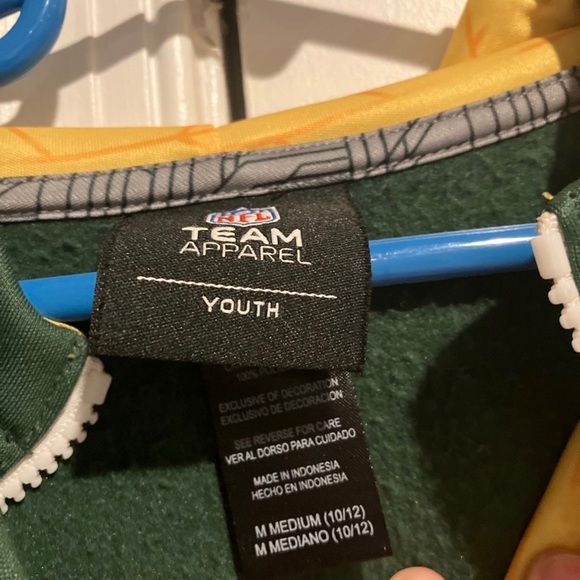 NFL
TEAM
APPAREL
YOUTH
EXCLUSIVE OF DECORATION
EXCLUSIVO DE DECORACION
SEE REVERSE FOR CARE
VER AL DORSO PARA CUIDADO
MADE IN INDONESIA
HECHO EN INDONESIA
M MEDIUM (10/12)
M MEDIANO (10/12)